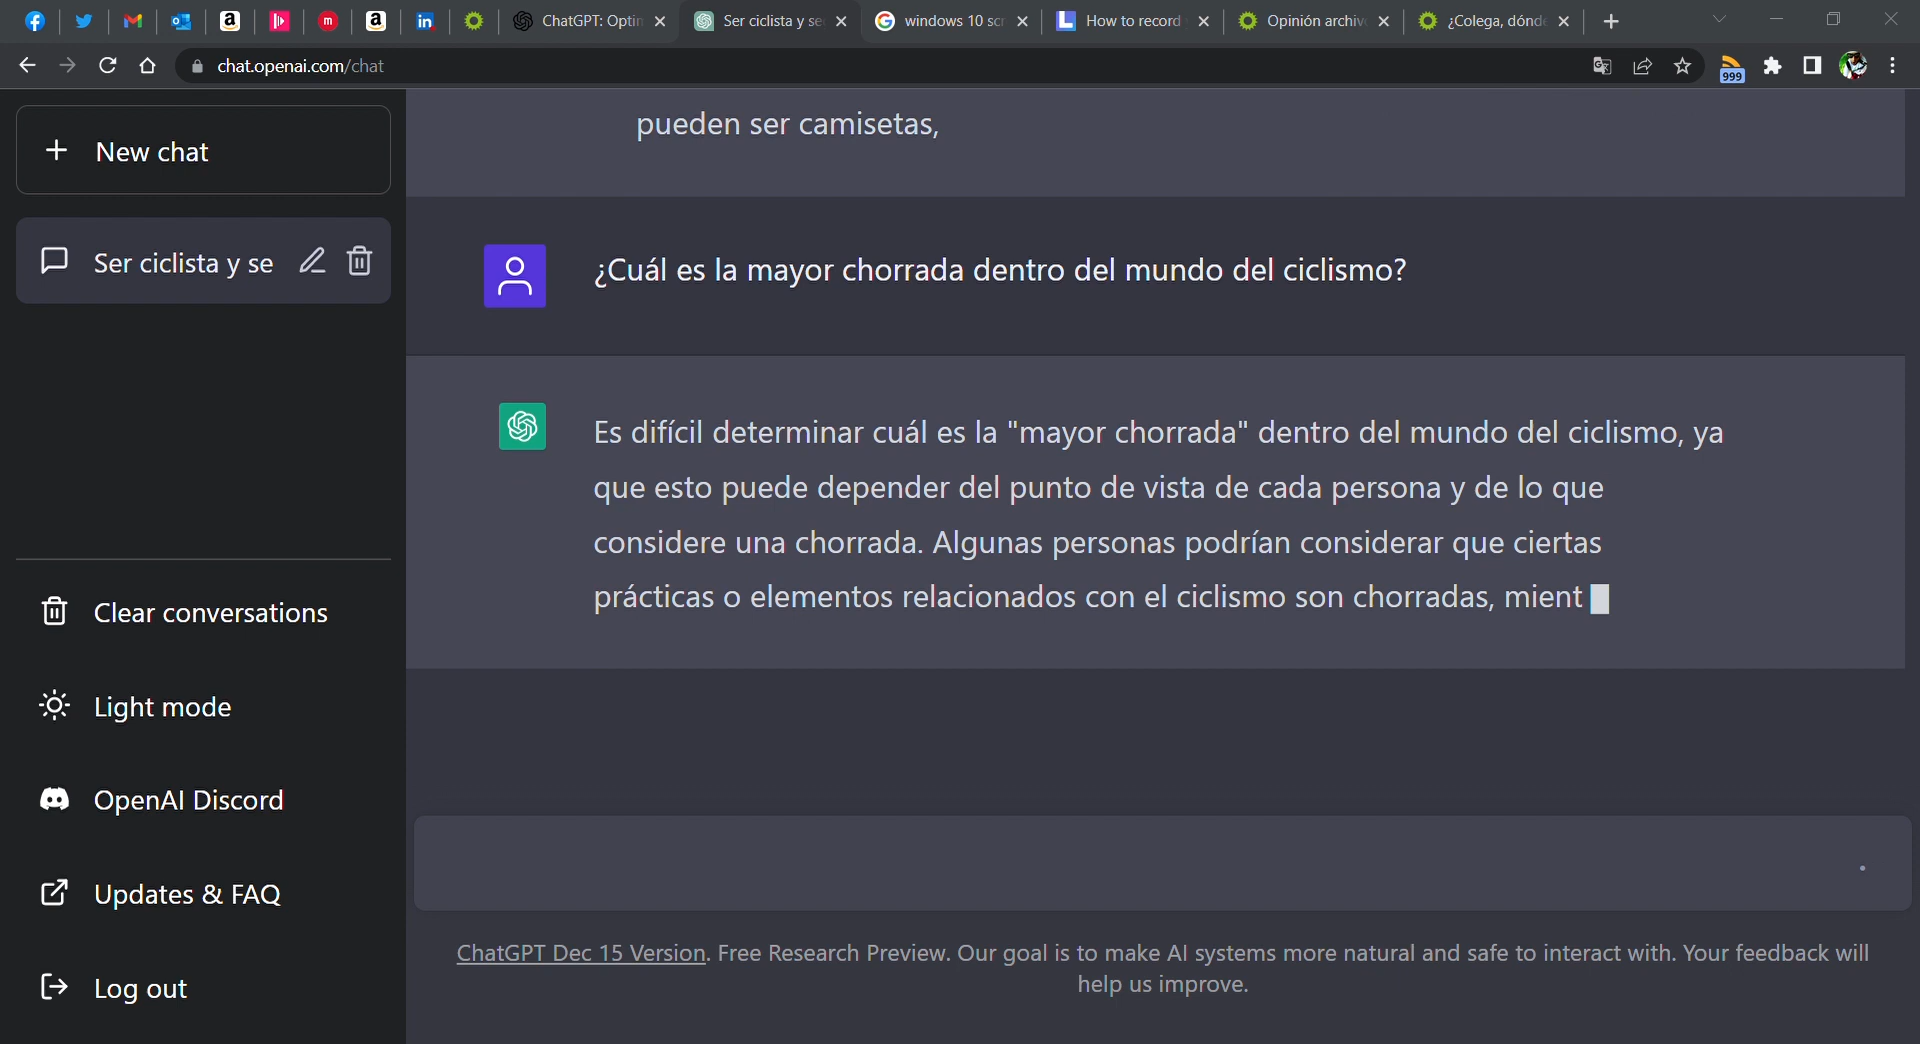 ChatGPT: Optin
Ser ciclista y se
windows 10 scr
How to record
Opinión archiv
¿Colega, dónde
chat.openai.com/chat
999
New chat
Ser ciclista y se
Clear conversations
Light mode
OpenAI Discord
Updates & FAQ
Log out
pueden ser camisetas,
¿Cuál es la mayor chorrada dentro del mundo del ciclismo?
Es difícil determinar cuál es la "mayor chorrada" dentro del mundo del ciclismo, ya
que esto puede depender del punto de vista de cada persona y de lo que
considere una chorrada. Algunas personas podrían considerar que ciertas
prácticas o elementos relacionados con el ciclismo son chorradas, mient
ChatGPT Dec 15 Version. Free Research Preview. Our goal is to make AI systems more natural and safe to interact with. Your feedback will
help us improve.